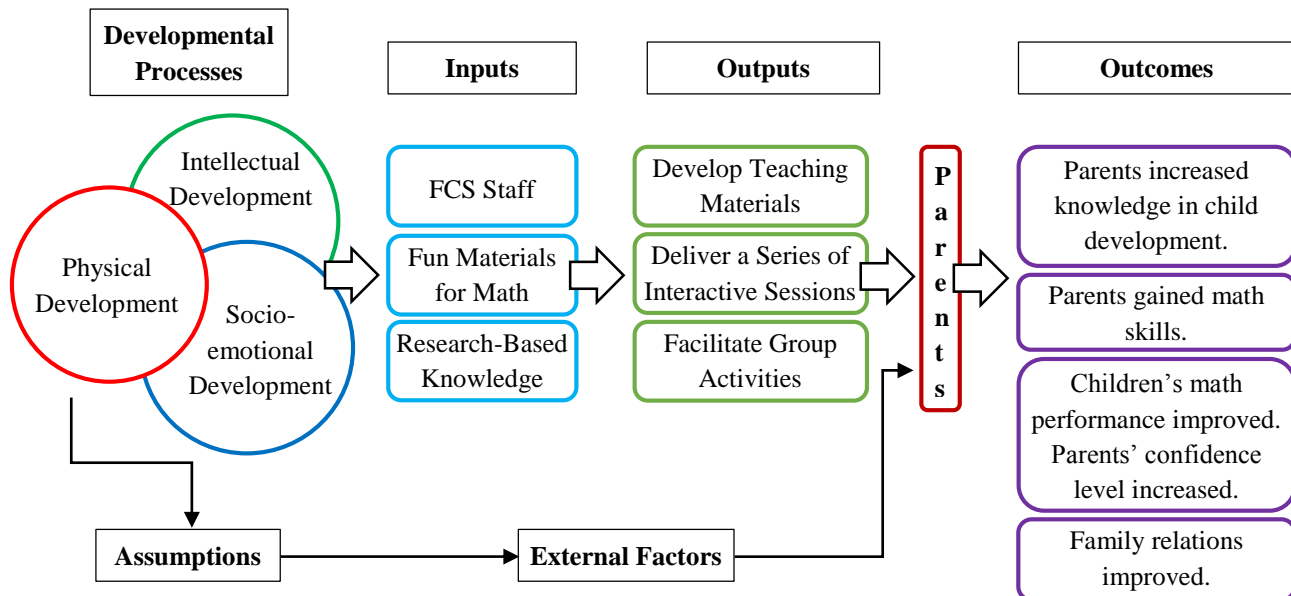 Developmental
Processes
Inputs
Outputs
Outcomes
Intellectual
Development
Physical
Development
Socio-
emotional
Development
FCS Staff
Fun Materials
for Math
Research-Based
Knowledge
Develop Teaching
Materials
Deliver a Series of
Interactive Sessions
Facilitate Group
Activities
P
a
r
e
n
t
s
Parents
increased
knowledge in child
development.
Parents gained math
skills.
Children’s math
performance improved.
Parents’ confidence
level increased.
Family relations
improved.
Assumptions
External Factors